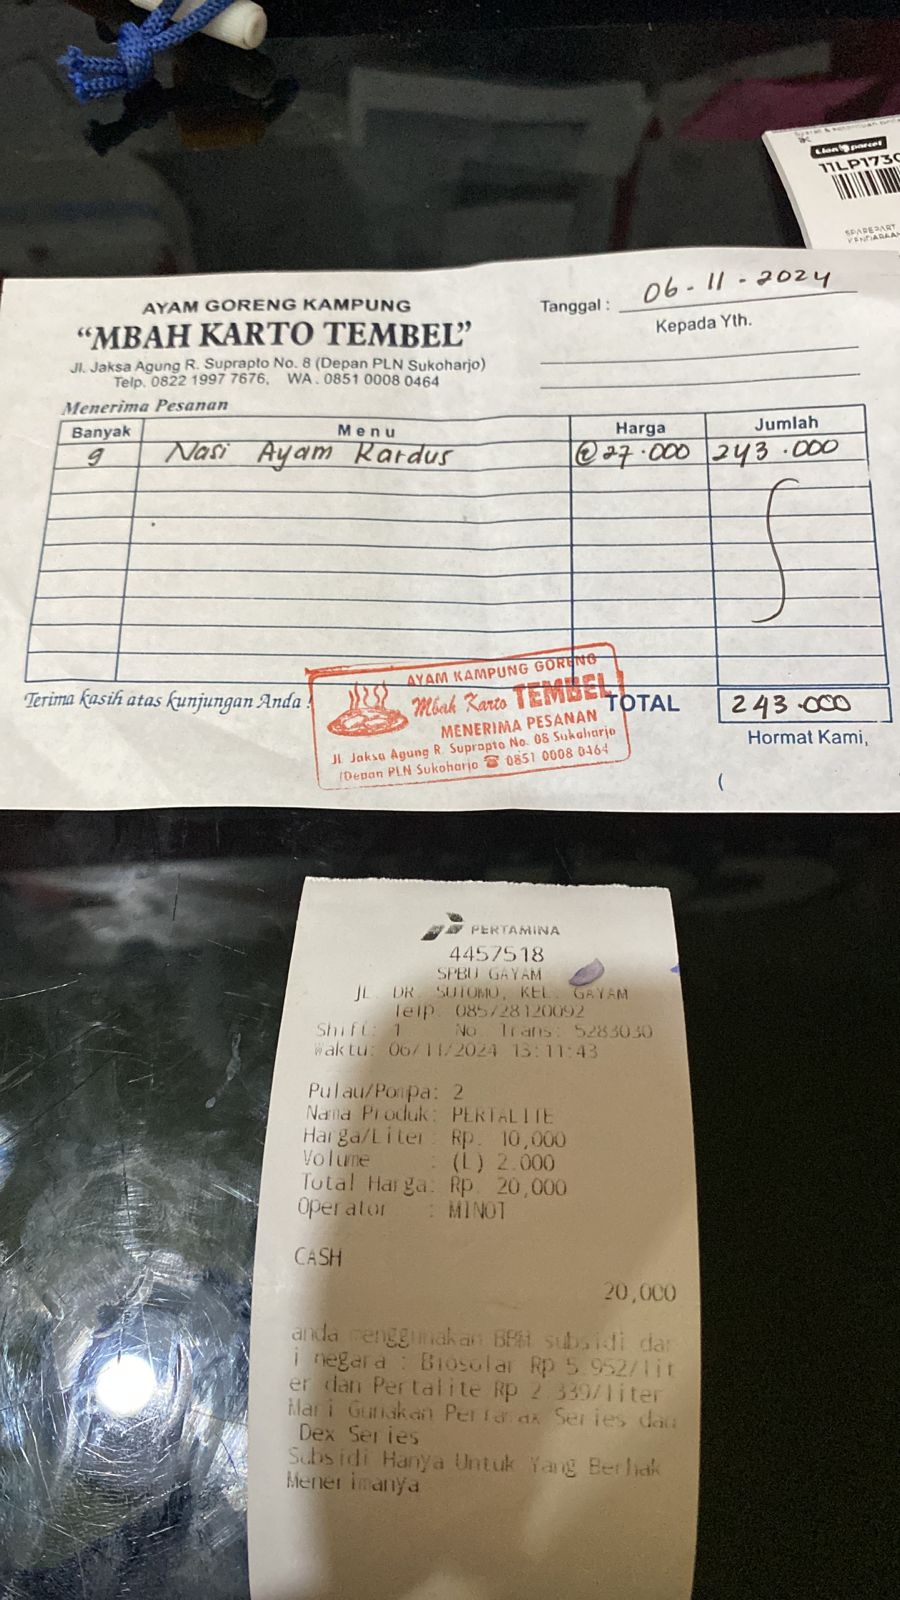 Lion parcel
11LP1730
SPAREPART
KENDARAAN
AYAM GORENG KAMPUNG
"MBAH KARTO TEMBEL"
Jl. Jaksa Agung R. Suprapto No. 8 (Depan PLN Sukoharjo)
Telp. 0822 1997 7676, WA. 0851 0008 0464
Tanggal : 06-11-2024
Kepada Yth.
Menerima Pesanan
Banyak Menu Harga Jumlah
9 Nasi Ayam Kardus @27.000 243.000
Terima kasih atas kunjungan Anda !
TOTAL 243.000
Hormat Kami,
(
AYAM KAMPUNG GORENG
Mbah Karto TEMBEL
MENERIMA PESANAN
Jl. Jaksa Agung R. Suprapto No. 08 Sukoharjo
(Depan PLN Sukoharjo ☎ 0851 0008 0464
PERTAMINA
4457518
SPBU GAYAM
JL. DR. SUTOMO, KEL. GAYAM
Telp. 085728120092
Shift: 1 No. Trans: 5283030
Waktu: 06/11/2024 13:11:43
Pulau/Pompa: 2
Nama Produk: PERTALITE
Harga/Liter: Rp. 10,000
Volume : (L) 2.000
Total Harga: Rp. 20,000
Operator : MINOT
CASH
20,000
anda menggunakan BBM subsidi dar
i negara : Biosolar Rp 5.952/lit
er dan Pertalite Rp 2.339/liter
Mari Gunakan Pertamax Series dan
Dex Series
Subsidi Hanya Untuk Yang Berhak
Menerimanya